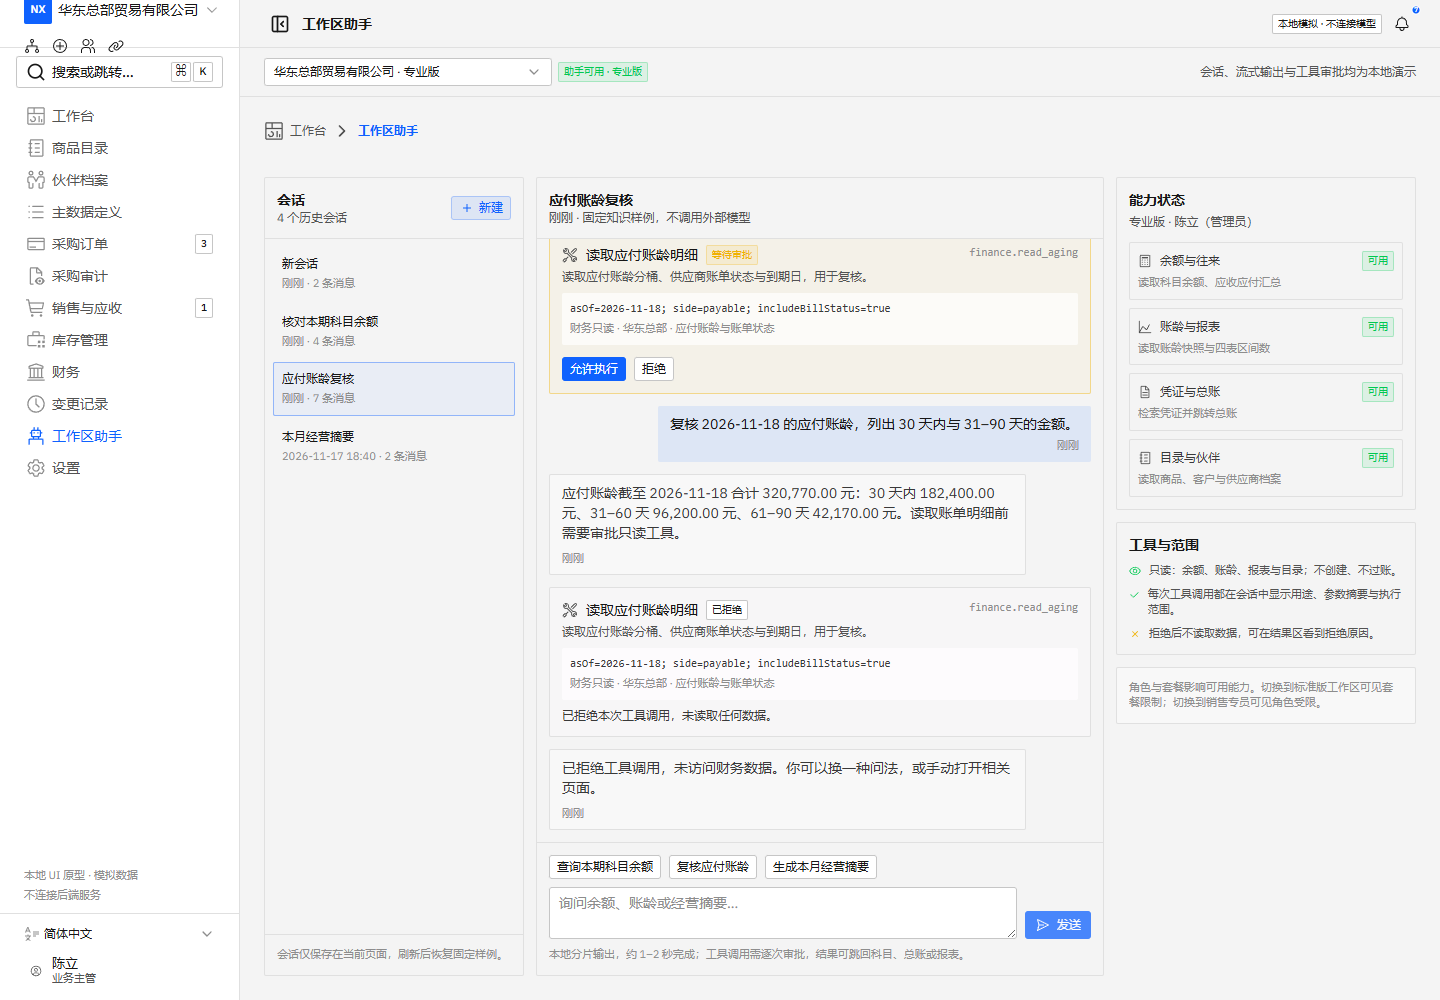 NX 华东总部贸易有限公司
搜索或跳转... ⌘ K
工作台
商品目录
伙伴档案
主数据定义
采购订单 3
采购审计
销售与应收 1
库存管理
财务
变更记录
工作区助手
设置
本地 UI 原型 · 模拟数据
不连接后端服务
简体中文
陈立
业务主管
工作区助手
本地模拟 · 不连接模型
?
华东总部贸易有限公司 · 专业版
助手可用 · 专业版
会话、流式输出与工具审批均为本地演示
工作台 > 工作区助手
会话
4 个历史会话
+ 新建
新会话
刚刚 · 2 条消息
核对本期科目余额
刚刚 · 4 条消息
应付账龄复核
刚刚 · 7 条消息
本月经营摘要
2026-11-17 18:40 · 2 条消息
会话仅保存在当前页面，刷新后恢复固定样例。
应付账龄复核
刚刚 · 固定知识样例，不调用外部模型
读取应付账龄明细 等待审批 finance.read_aging
读取应付账龄分桶、供应商账单状态与到期日，用于复核。
asOf=2026-11-18; side=payable; includeBillStatus=true
财务只读 · 华东总部 · 应付账龄与账单状态
允许执行 拒绝
复核 2026-11-18 的应付账龄，列出 30 天内与 31–90 天的金额。
刚刚
应付账龄截至 2026-11-18 合计 320,770.00 元：30 天内 182,400.00
元、31–60 天 96,200.00 元、61–90 天 42,170.00 元。读取账单明细前
需要审批只读工具。
刚刚
读取应付账龄明细 已拒绝 finance.read_aging
读取应付账龄分桶、供应商账单状态与到期日，用于复核。
asOf=2026-11-18; side=payable; includeBillStatus=true
财务只读 · 华东总部 · 应付账龄与账单状态
已拒绝本次工具调用，未读取任何数据。
已拒绝工具调用，未访问财务数据。你可以换一种问法，或手动打开相关
页面。
刚刚
查询本期科目余额 复核应付账龄 生成本月经营摘要
询问余额、账龄或经营摘要...
发送
本地分片输出，约 1–2 秒完成；工具调用需逐次审批，结果可跳回科目、总账或报表。
能力状态
专业版 · 陈立（管理员）
余额与往来 可用
读取科目余额、应收应付汇总
账龄与报表 可用
读取账龄快照与四表区间数
凭证与总账 可用
检索凭证并跳转总账
目录与伙伴 可用
读取商品、客户与供应商档案
工具与范围
只读：余额、账龄、报表与目录；不创建、不过账。
每次工具调用都在会话中显示用途、参数摘要与执行
范围。
拒绝后不读取数据，可在结果区看到拒绝原因。
角色与套餐影响可用能力。切换到标准版工作区可见套
餐限制；切换到销售专员可见角色受限。